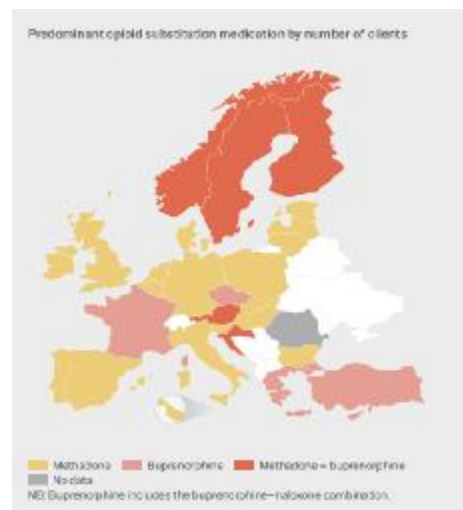 Predominant opioid substitution medication by number of clients
Methadone Buprenorphine Methadone = buprenorphine
No data
NB: Buprenorphine includes the buprenorphine–naloxone combination.